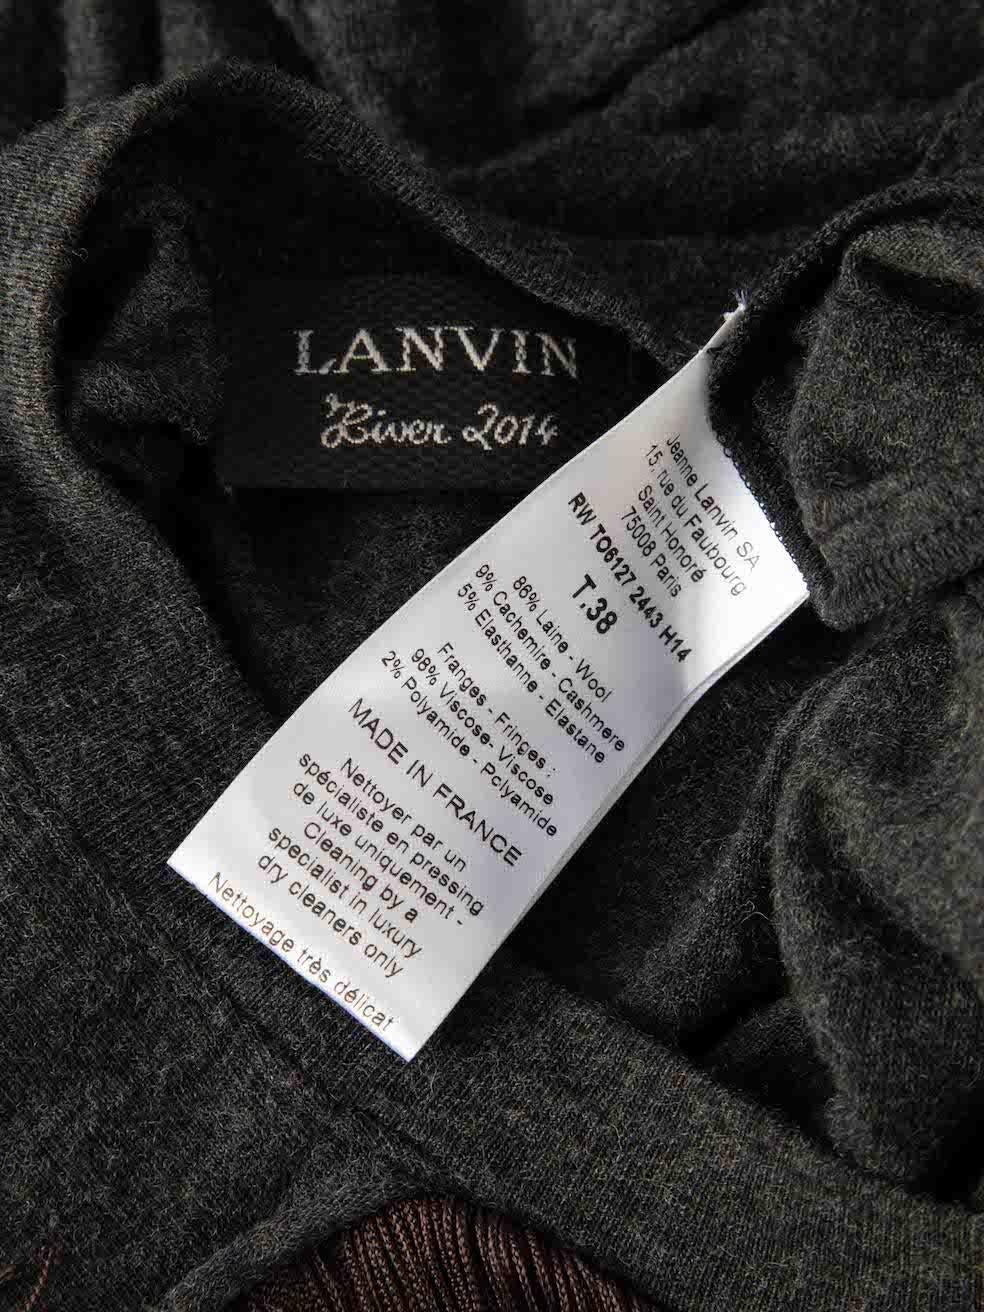 LANVIN
Hiver 2014
Jeanne Lanvin SA
15, rue du Faubourg
Saint Honoré
75008 Paris
RW TO6127 2443 H14
T.38
86% Laine - Wool
9% Cachemire - Cashmere
5% Elasthanne - Elastane
Franges - Fringes :
98% Viscose- Viscose
2% Polyamide - Polyamide
MADE IN FRANCE
Nettoyer par un
spécialiste en pressing
de luxe uniquement -
Cleaning by a
specialist in luxury
dry cleaners only
Nettoyage très délicat